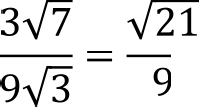 3√7 / 9√3 = √21 / 9